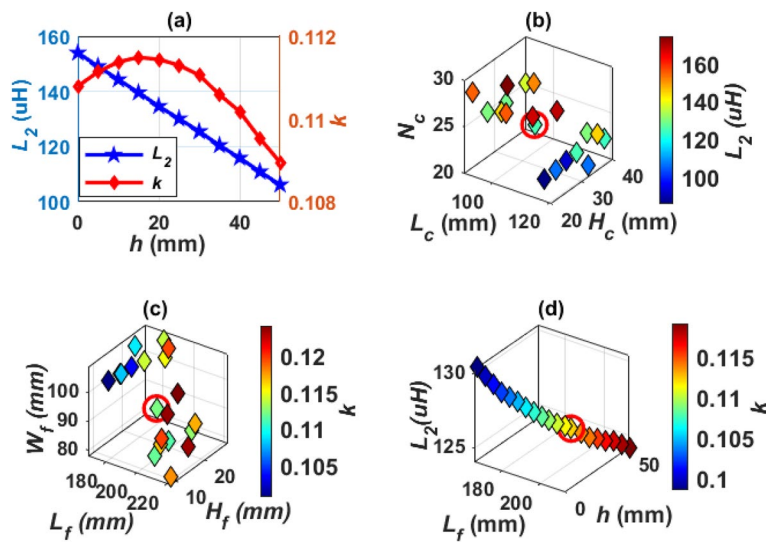 (a)
160
140
120
100
L2 (uH)
0.112
0.11
0.108
k
L2
k
0
20
40
h (mm)
(b)
30
25
20
Nc
100
120
Lc (mm)
20
30
40
Hc (mm)
160
140
120
100
L2 (uH)
(c)
100
90
80
Wf (mm)
180
200
220
Lf (mm)
10
20
Hf (mm)
0.12
0.115
0.11
0.105
k
(d)
130
125
L2(uH)
180
200
Lf (mm)
0
50
h (mm)
0.115
0.11
0.105
0.1
k